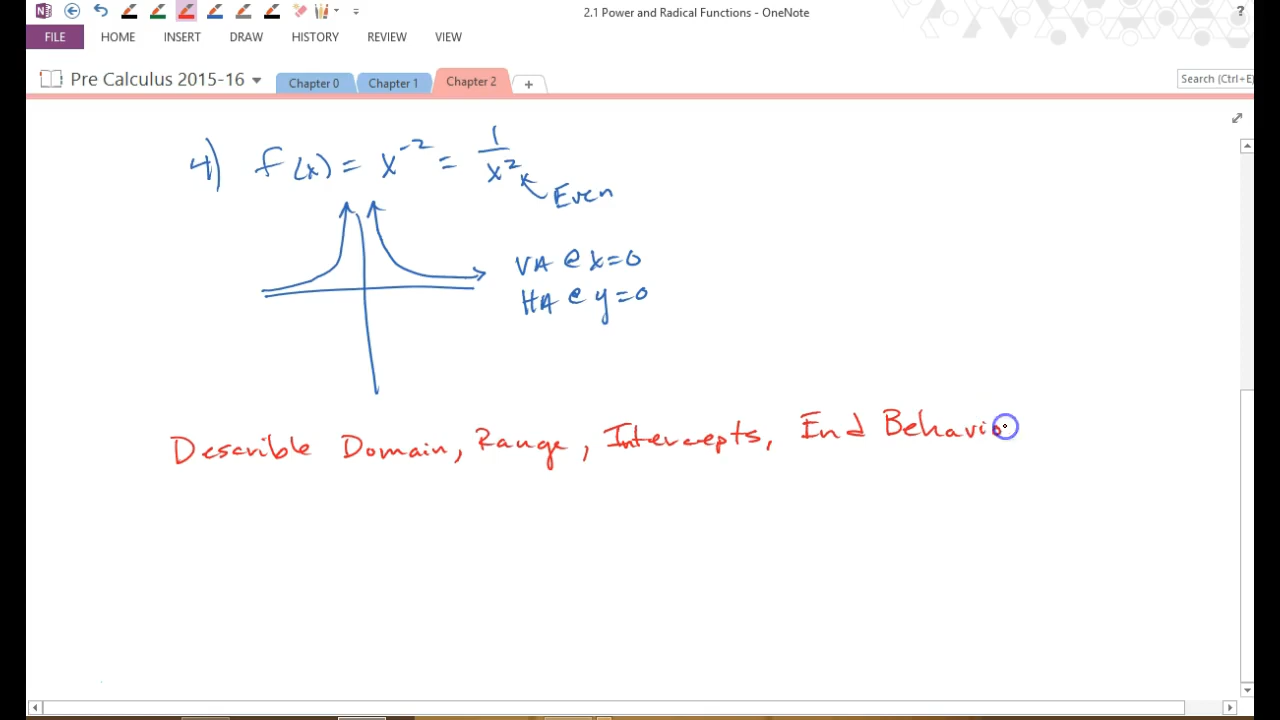 2.1 Power and Radical Functions - OneNote
?
FILE HOME INSERT DRAW HISTORY REVIEW VIEW
Pre Calculus 2015-16 Chapter 0 Chapter 1 Chapter 2 +
Search (Ctrl+E)
4) f(x) = x⁻² = 1/x²
Even
VA @ x=0
HA @ y=0
Describle Domain, Range, Intercepts, End Behavio